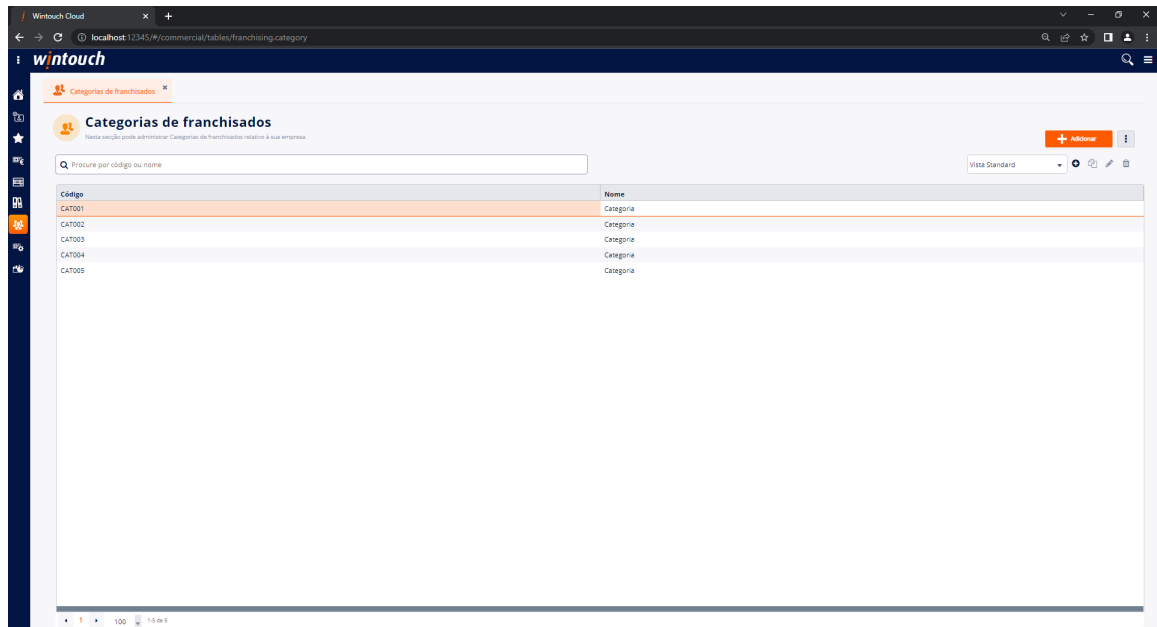 Wintouch Cloud
localhost:12345/#/commercial/tables/franchising.category
wintouch
Categorias de franchisados
Categorias de franchisados
Nesta secção pode administrar Categorias de franchisados relativo à sua empresa
Adicionar
Procure por código ou nome
Vista Standard
Código Nome
CAT001 Categoria
CAT002 Categoria
CAT003 Categoria
CAT004 Categoria
CAT005 Categoria
1 100 1-5 de 5